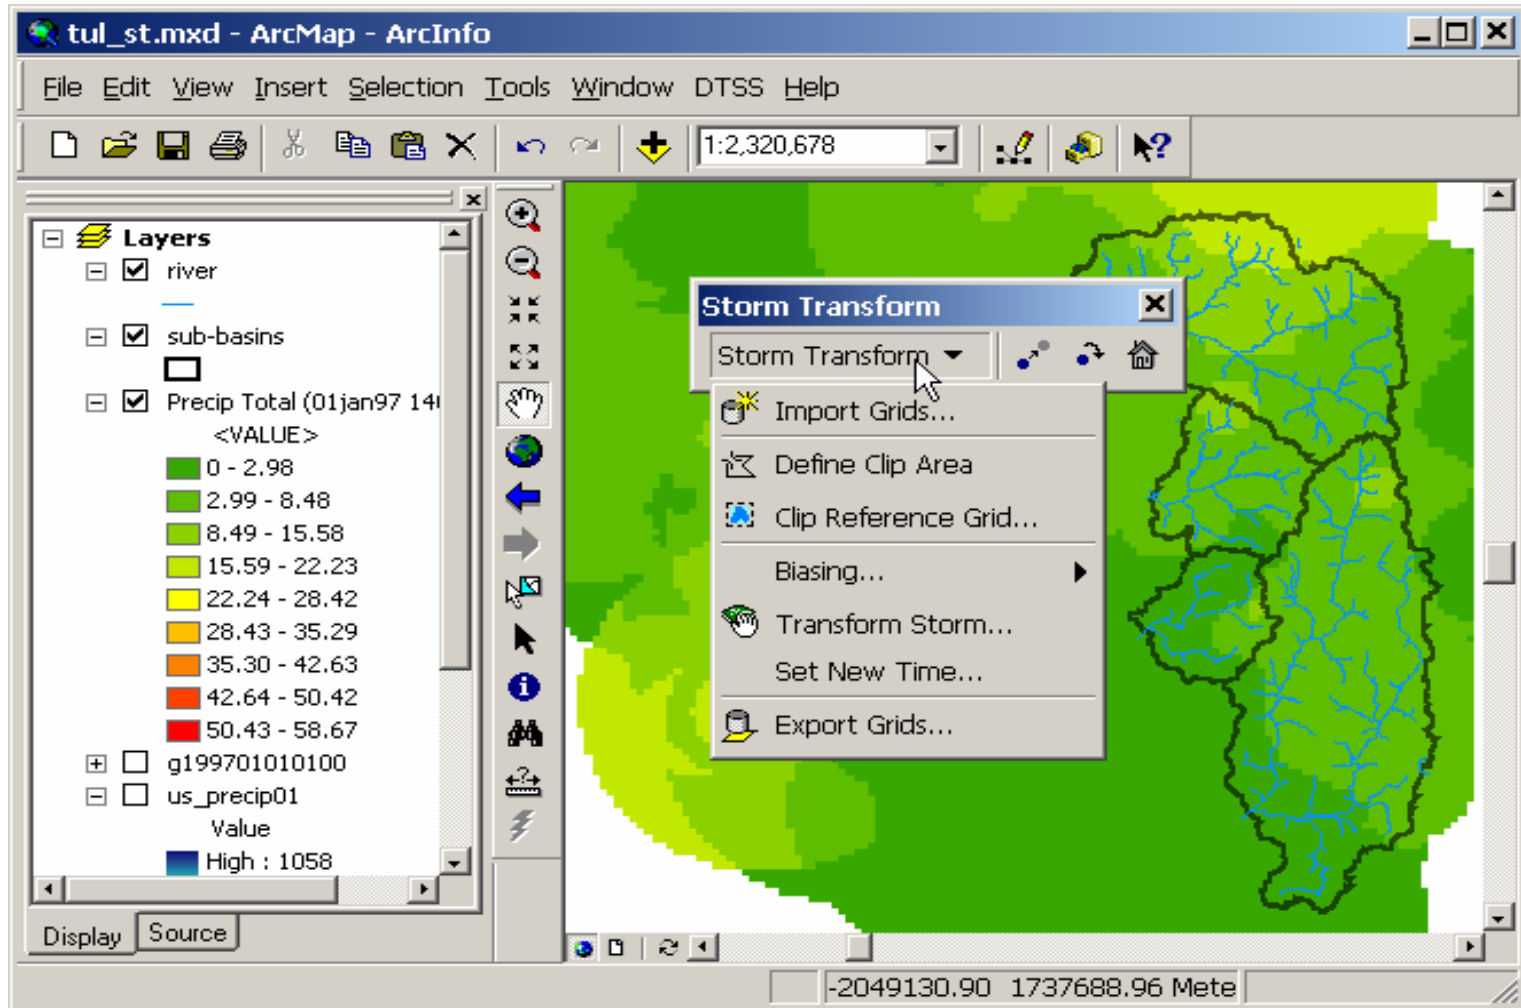 tul_st.mxd - ArcMap - ArcInfo
File Edit View Insert Selection Tools Window DTSS Help
1:2,320,678
Layers
river
sub-basins
Precip Total (01jan97 14
<VALUE>
0 - 2.98
2.99 - 8.48
8.49 - 15.58
15.59 - 22.23
22.24 - 28.42
28.43 - 35.29
35.30 - 42.63
42.64 - 50.42
50.43 - 58.67
g199701010100
us_precip01
Value
High : 1058
Display Source
Storm Transform
Storm Transform
Import Grids...
Define Clip Area
Clip Reference Grid...
Biasing...
Transform Storm...
Set New Time...
Export Grids...
-2049130.90 1737688.96 Mete